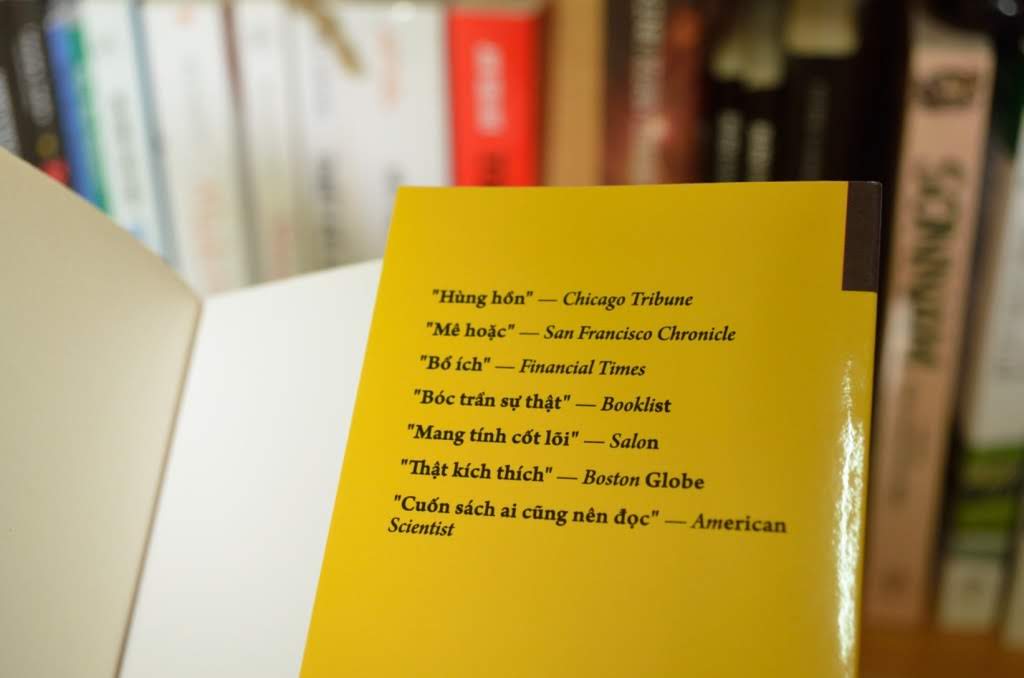 "Hùng hồn" — Chicago Tribune
"Mê hoặc" — San Francisco Chronicle
"Bổ ích" — Financial Times
"Bóc trần sự thật" — Booklist
"Mang tính cốt lõi" — Salon
"Thật kích thích" — Boston Globe
"Cuốn sách ai cũng nên đọc" — American
Scientist